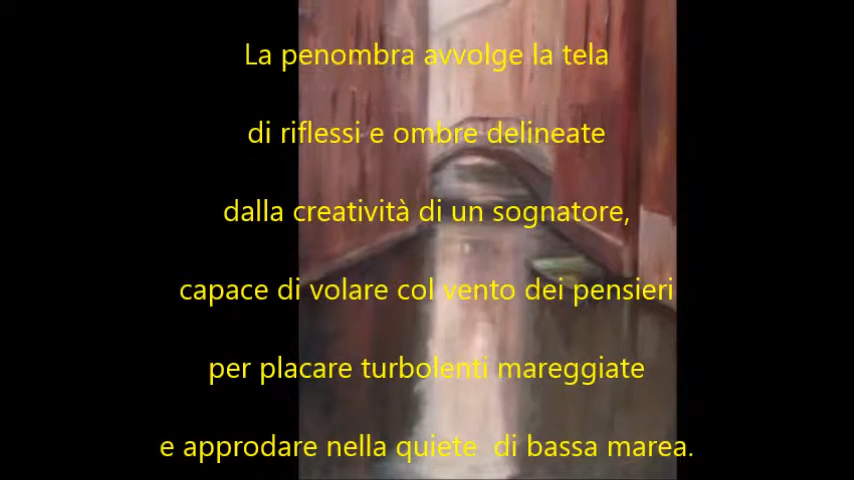 La penombra avvolge la tela
di riflessi e ombre delineate
dalla creatività di un sognatore,
capace di volare col vento dei pensieri
per placare turbolenti mareggiate
e approdare nella quiete  di bassa marea.